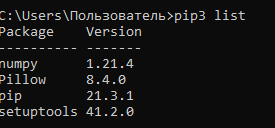 C:\Users\Пользователь>pip3 list
Package    Version
---------- -------
numpy      1.21.4
Pillow     8.4.0
pip        21.3.1
setuptools 41.2.0